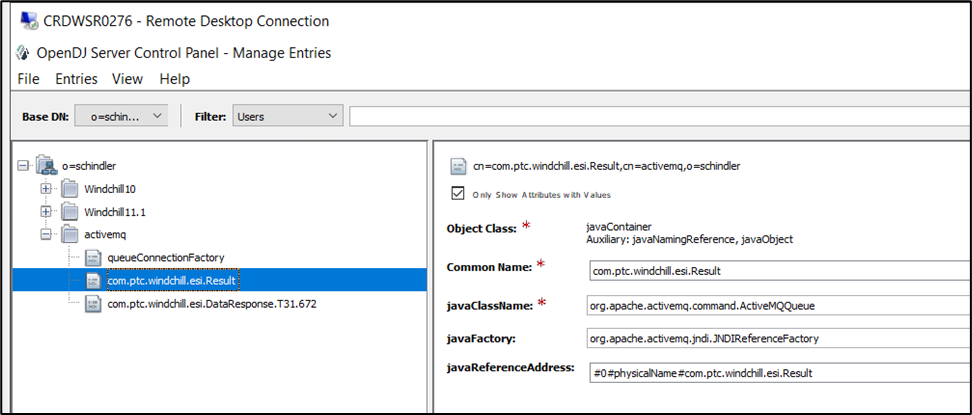 CRDWSR0276 - Remote Desktop Connection
OpenDJ Server Control Panel - Manage Entries
File Entries View Help
Base DN: o=schin... Filter: Users
o=schindler
Windchill10
Windchill11.1
activemq
queueConnectionFactory
com.ptc.windchill.esi.Result
com.ptc.windchill.esi.DataResponse.T31.672
cn=com.ptc.windchill.esi.Result,cn=activemq,o=schindler
Only Show Attributes with Values
Object Class: * javaContainer
Auxiliary: javaNamingReference, javaObject
Common Name: * com.ptc.windchill.esi.Result
javaClassName: * org.apache.activemq.command.ActiveMQQueue
javaFactory: org.apache.activemq.jndi.JNDIReferenceFactory
javaReferenceAddress: #0#physicalName#com.ptc.windchill.esi.Result